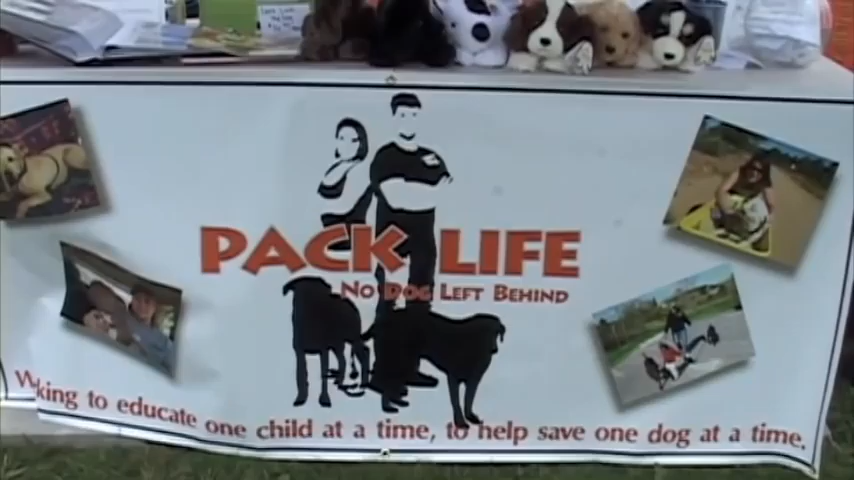 PACK LIFE
No Dog Left Behind
Working to educate one child at a time, to help save one dog at a time.